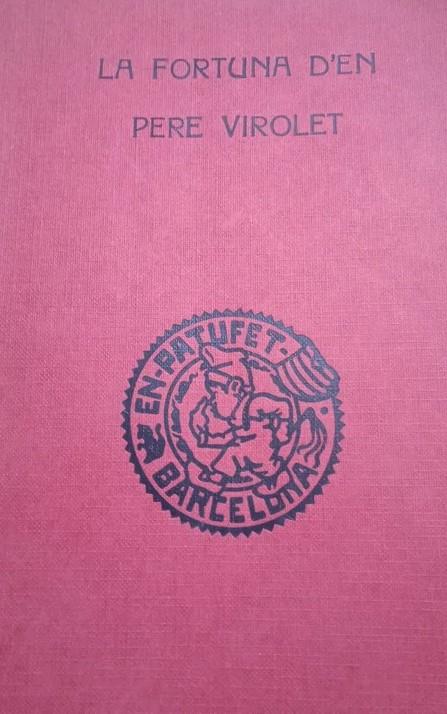 LA FORTUNA D'EN
PERE VIROLET
EN·PATUFET·
BARCELONA